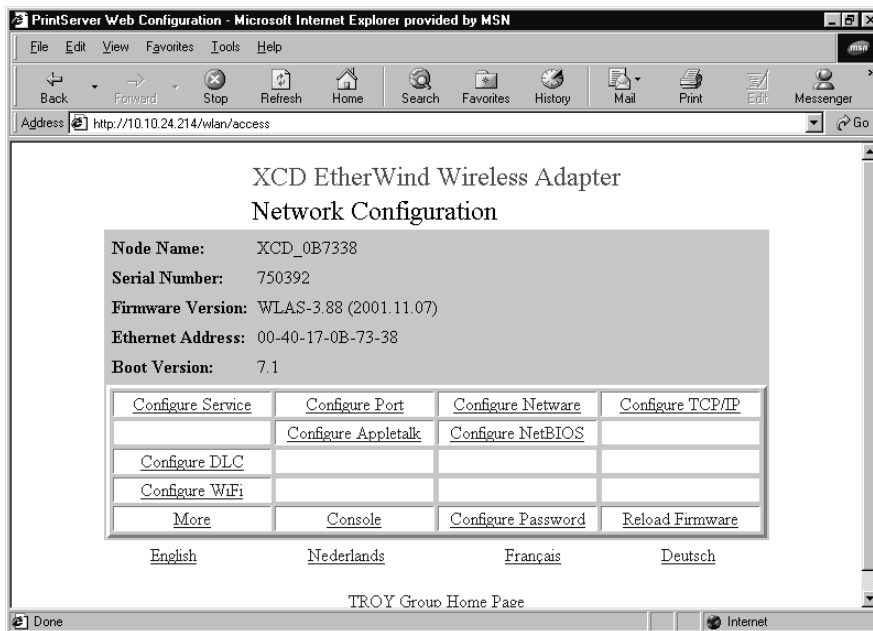 PrintServer Web Configuration - Microsoft Internet Explorer provided by MSN
File Edit View Favorites Tools Help
msn
Back Forward Stop Refresh Home Search Favorites History Mail Print Edit Messenger »
Address http://10.10.24.214/wlan/access Go
XCD EtherWind Wireless Adapter
Network Configuration
Node Name: XCD_0B7338
Serial Number: 750392
Firmware Version: WLAS-3.88 (2001.11.07)
Ethernet Address: 00-40-17-0B-73-38
Boot Version: 7.1
Configure Service Configure Port Configure Netware Configure TCP/IP
Configure Appletalk Configure NetBIOS
Configure DLC
Configure WiFi
More Console Configure Password Reload Firmware
English Nederlands Français Deutsch
TROY Group Home Page
Done Internet